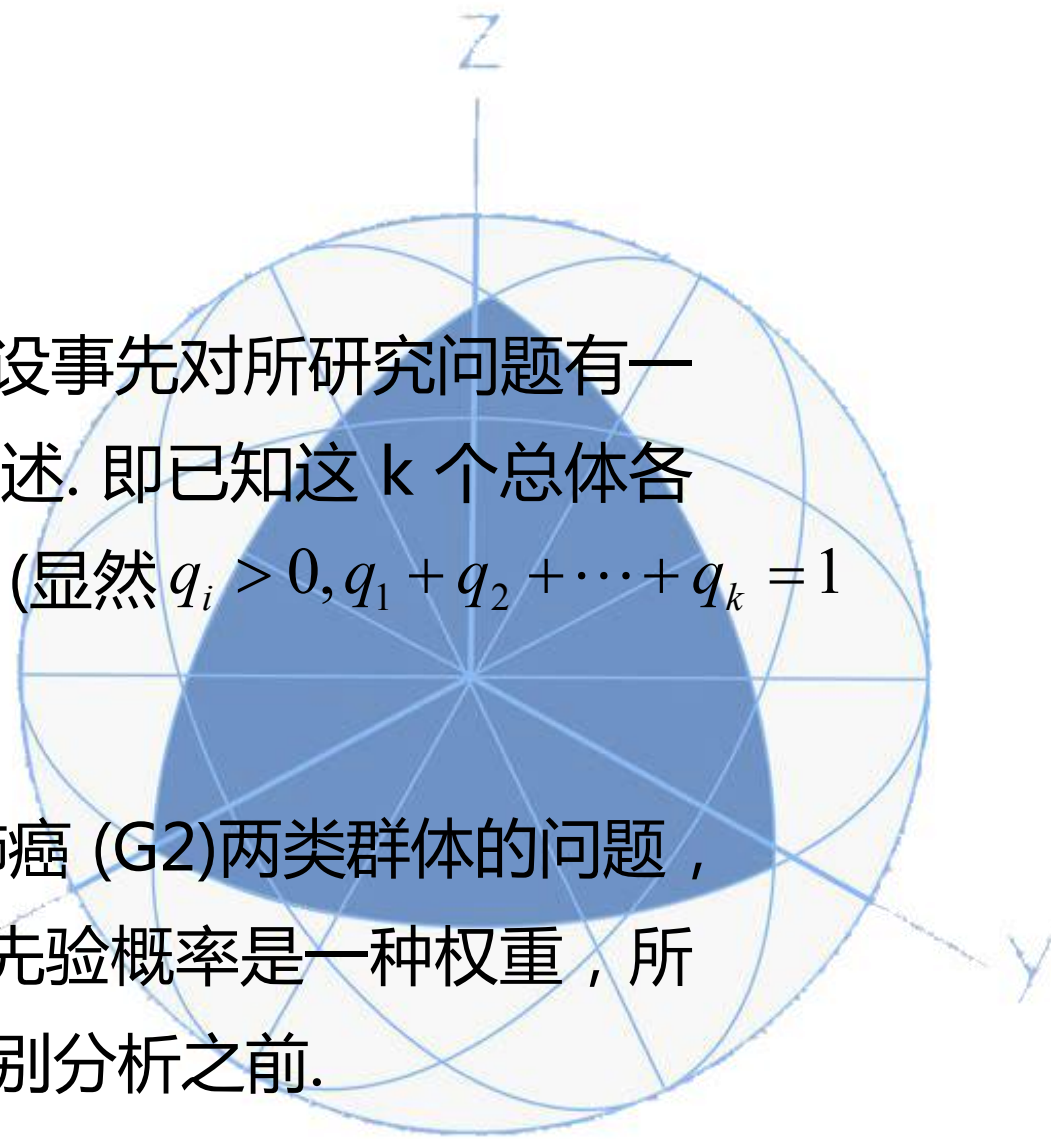 Z
设事先对所研究问题有一
述. 即已知这 k 个总体各
(显然 $q_i > 0, q_1 + q_2 + \cdots + q_k = 1$
癌 (G2)两类群体的问题，
先验概率是一种权重，所
Y
别分析之前.